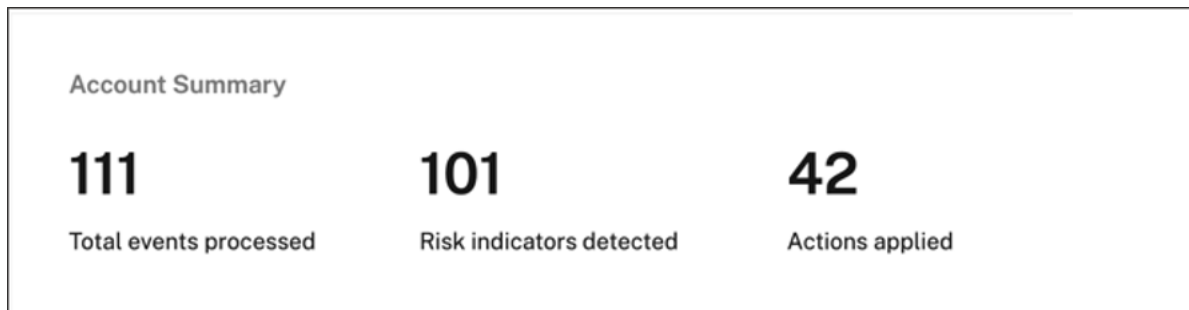 Account Summary
111 101 42
Total events processed Risk indicators detected Actions applied